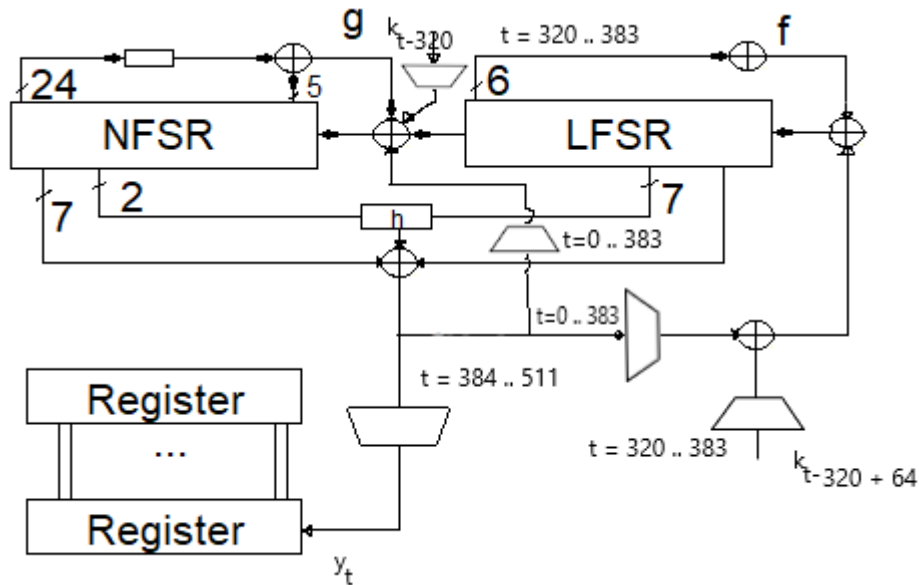 g
k t-320
t = 320 .. 383
f
24
5
6
NFSR
LFSR
7
2
7
h
t=0 .. 383
t=0 .. 383
t = 384 .. 511
Register
...
t = 320 .. 383
k t-320 + 64
Register
y t